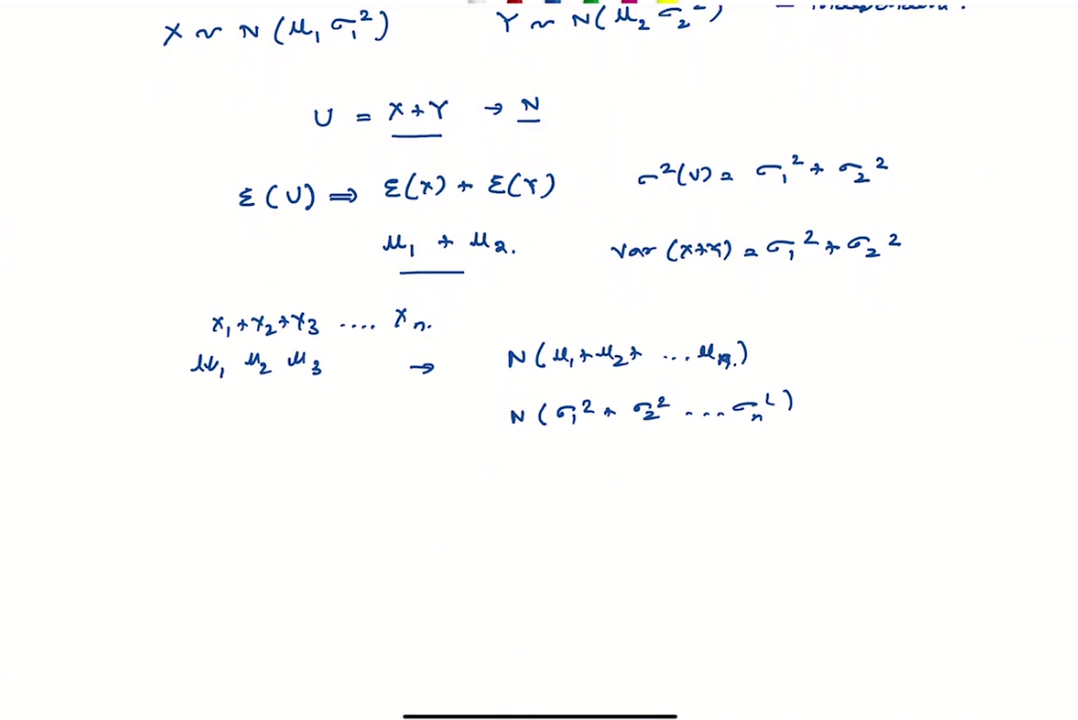 X ~ N (μ₁ σ₁²) Y ~ N(μ₂ σ₂²) –
U = X+Y → N
Ɛ (U) ⟹ Ɛ(x) + Ɛ(Y) σ²(U) = σ₁² + σ₂²
μ₁ + μ₂. Var (x+Y) = σ₁² + σ₂²
x₁+x₂+x₃ .... xₙ.
μ₁ μ₂ μ₃ → N (μ₁+μ₂+ ...μₙ.)
N (σ₁² + σ₂² ... σₙ²)